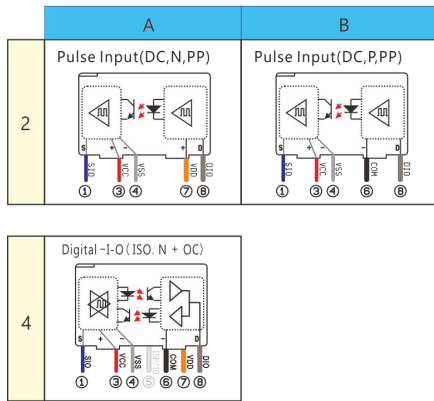 A B
2
Pulse Input(DC,N,PP) Pulse Input(DC,P,PP)
S + − + D S + − − D
SIO VCC VSS VDD DIO SIO VCC VSS COM DIO
① ③ ④ ⑦ ⑧ ① ③ ④ ⑥ ⑧
4
Digital-I-O(ISO. N + OC)
S + − − + D
SIO VCC VSS COM VDD DIO
① ③ ④ ⑤ ⑥ ⑦ ⑧